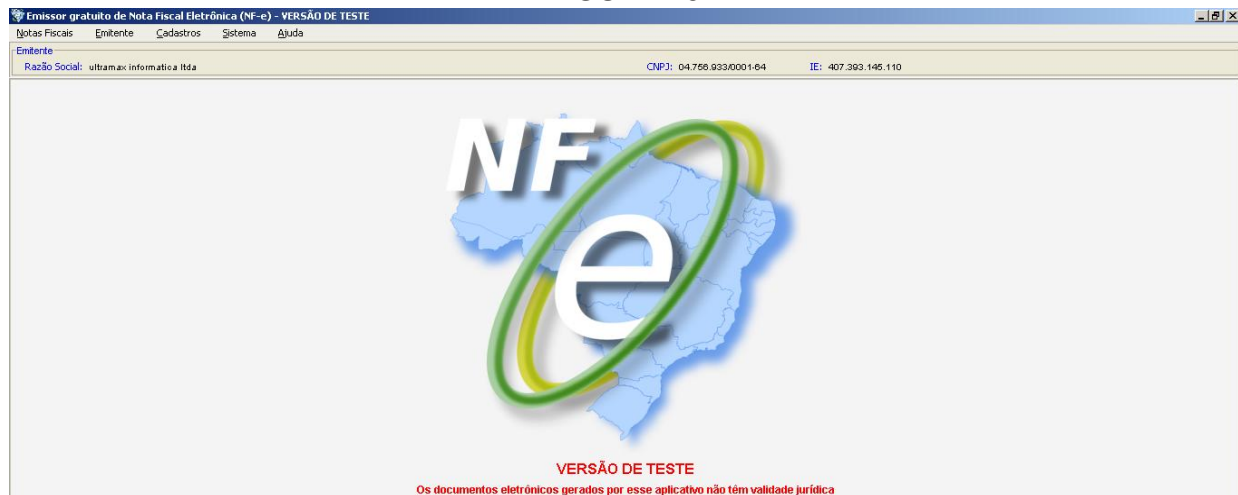 Emissor gratuito de Nota Fiscal Eletrônica (NF-e) - VERSÃO DE TESTE
Notas Fiscais Emitente Cadastros Sistema Ajuda
Emitente
Razão Social: ultramax informatica ltda CNPJ: 04.756.933/0001-64 IE: 407.393.145.110
NF
e
VERSÃO DE TESTE
Os documentos eletrônicos gerados por esse aplicativo não têm validade jurídica